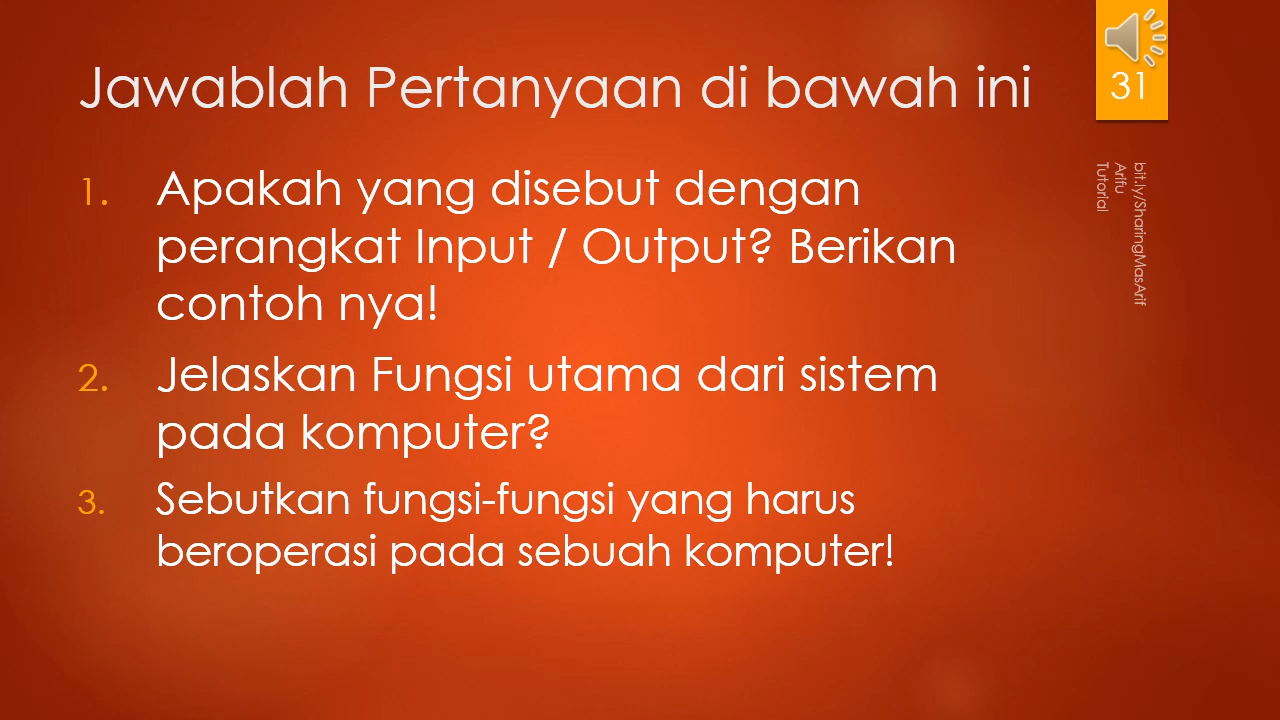 Jawablah Pertanyaan di bawah ini
31
1. Apakah yang disebut dengan
perangkat Input / Output? Berikan
contoh nya!
2. Jelaskan Fungsi utama dari sistem
pada komputer?
3. Sebutkan fungsi-fungsi yang harus
beroperasi pada sebuah komputer!
bit.ly/SharingMasArif
Arifu
Tutorial